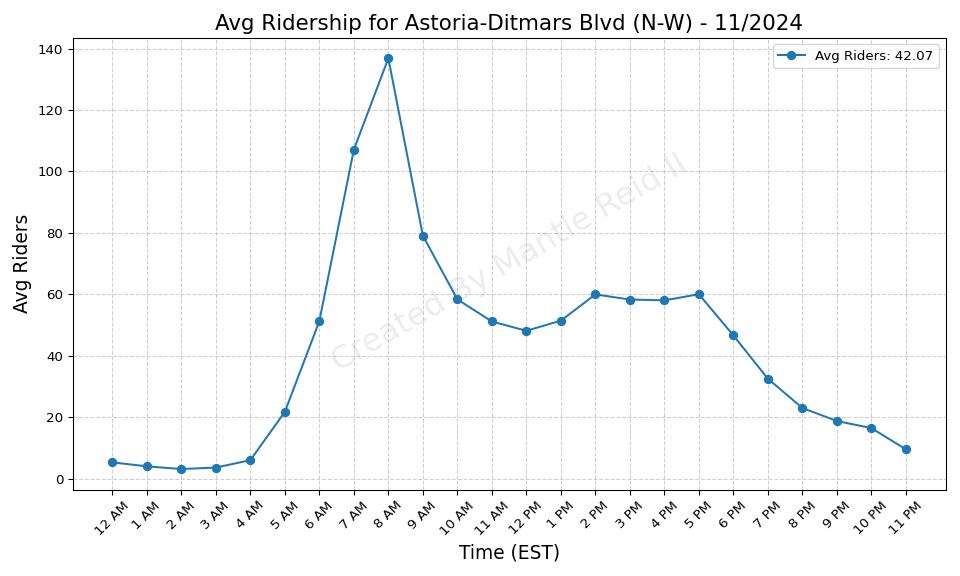 Avg Ridership for Astoria-Ditmars Blvd (N-W) - 11/2024
Avg Riders: 42.07
Avg Riders
140
120
100
80
60
40
20
0
Created By Mantie Reid II
12 AM 1 AM 2 AM 3 AM 4 AM 5 AM 6 AM 7 AM 8 AM 9 AM 10 AM 11 AM 12 PM 1 PM 2 PM 3 PM 4 PM 5 PM 6 PM 7 PM 8 PM 9 PM 10 PM 11 PM
Time (EST)